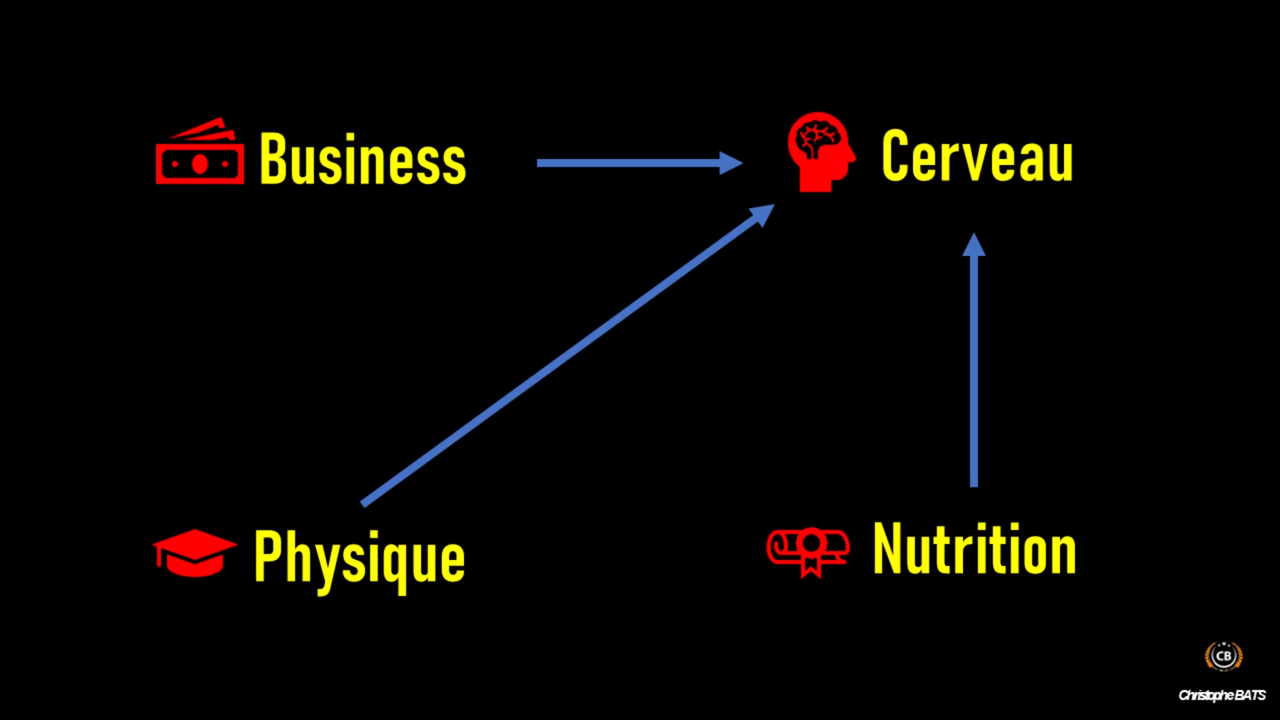 Business
Cerveau
Physique
Nutrition
CB
Christophe BATS